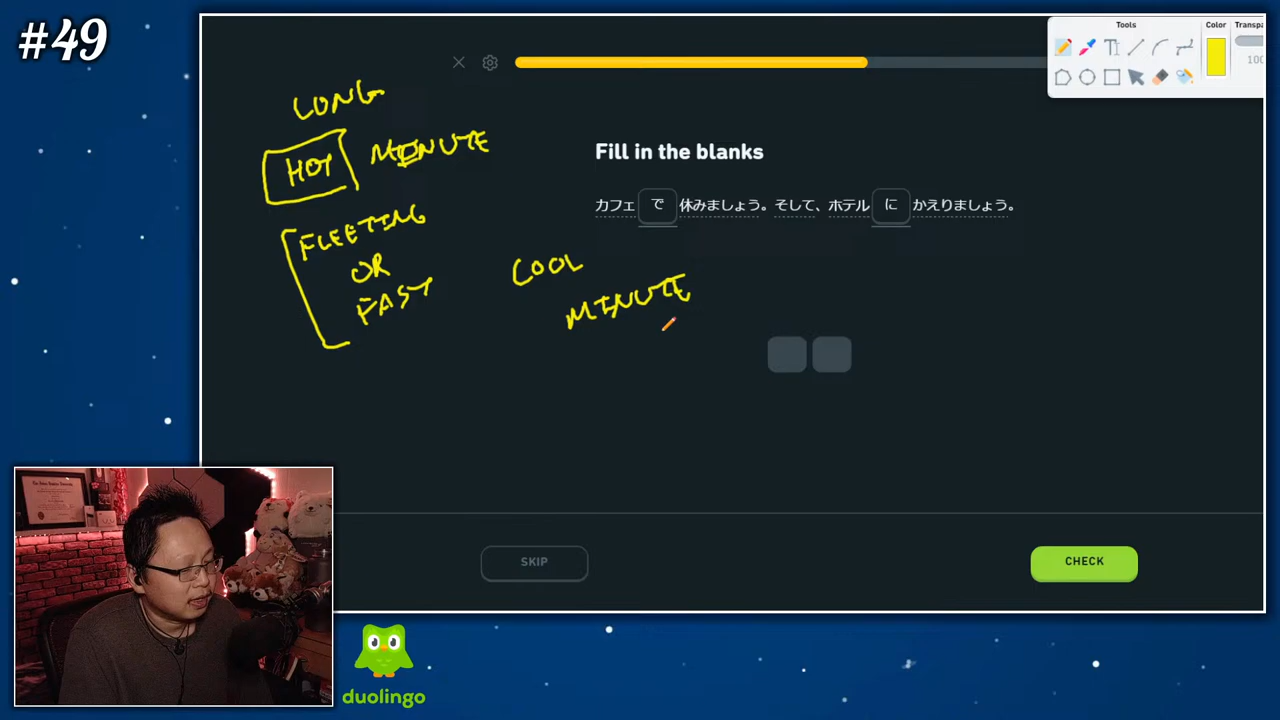 #49
Tools
Color
Transpa
100
LONG
HOT MINUTE
FLEETING
OR
FAST
COOL
MINUTE
Fill in the blanks
カフェ で 休みましょう。そして、ホテル に かえりましょう。
SKIP
CHECK
duolingo